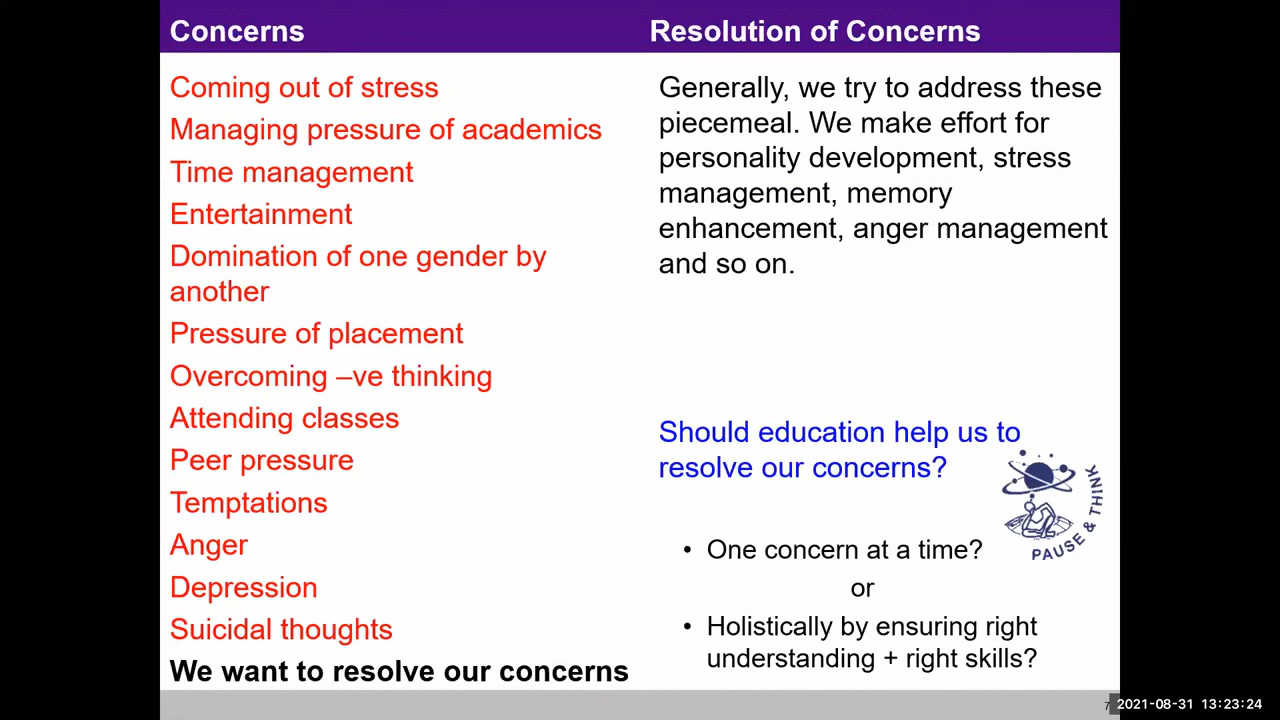 Concerns
Resolution of Concerns
Coming out of stress
Managing pressure of academics
Time management
Entertainment
Domination of one gender by
another
Pressure of placement
Overcoming –ve thinking
Attending classes
Peer pressure
Temptations
Anger
Depression
Suicidal thoughts
We want to resolve our concerns
Generally, we try to address these
piecemeal. We make effort for
personality development, stress
management, memory
enhancement, anger management
and so on.
Should education help us to
resolve our concerns?
PAUSE & THINK
• One concern at a time?
or
• Holistically by ensuring right
understanding + right skills?
7
2021-08-31 13:23:24